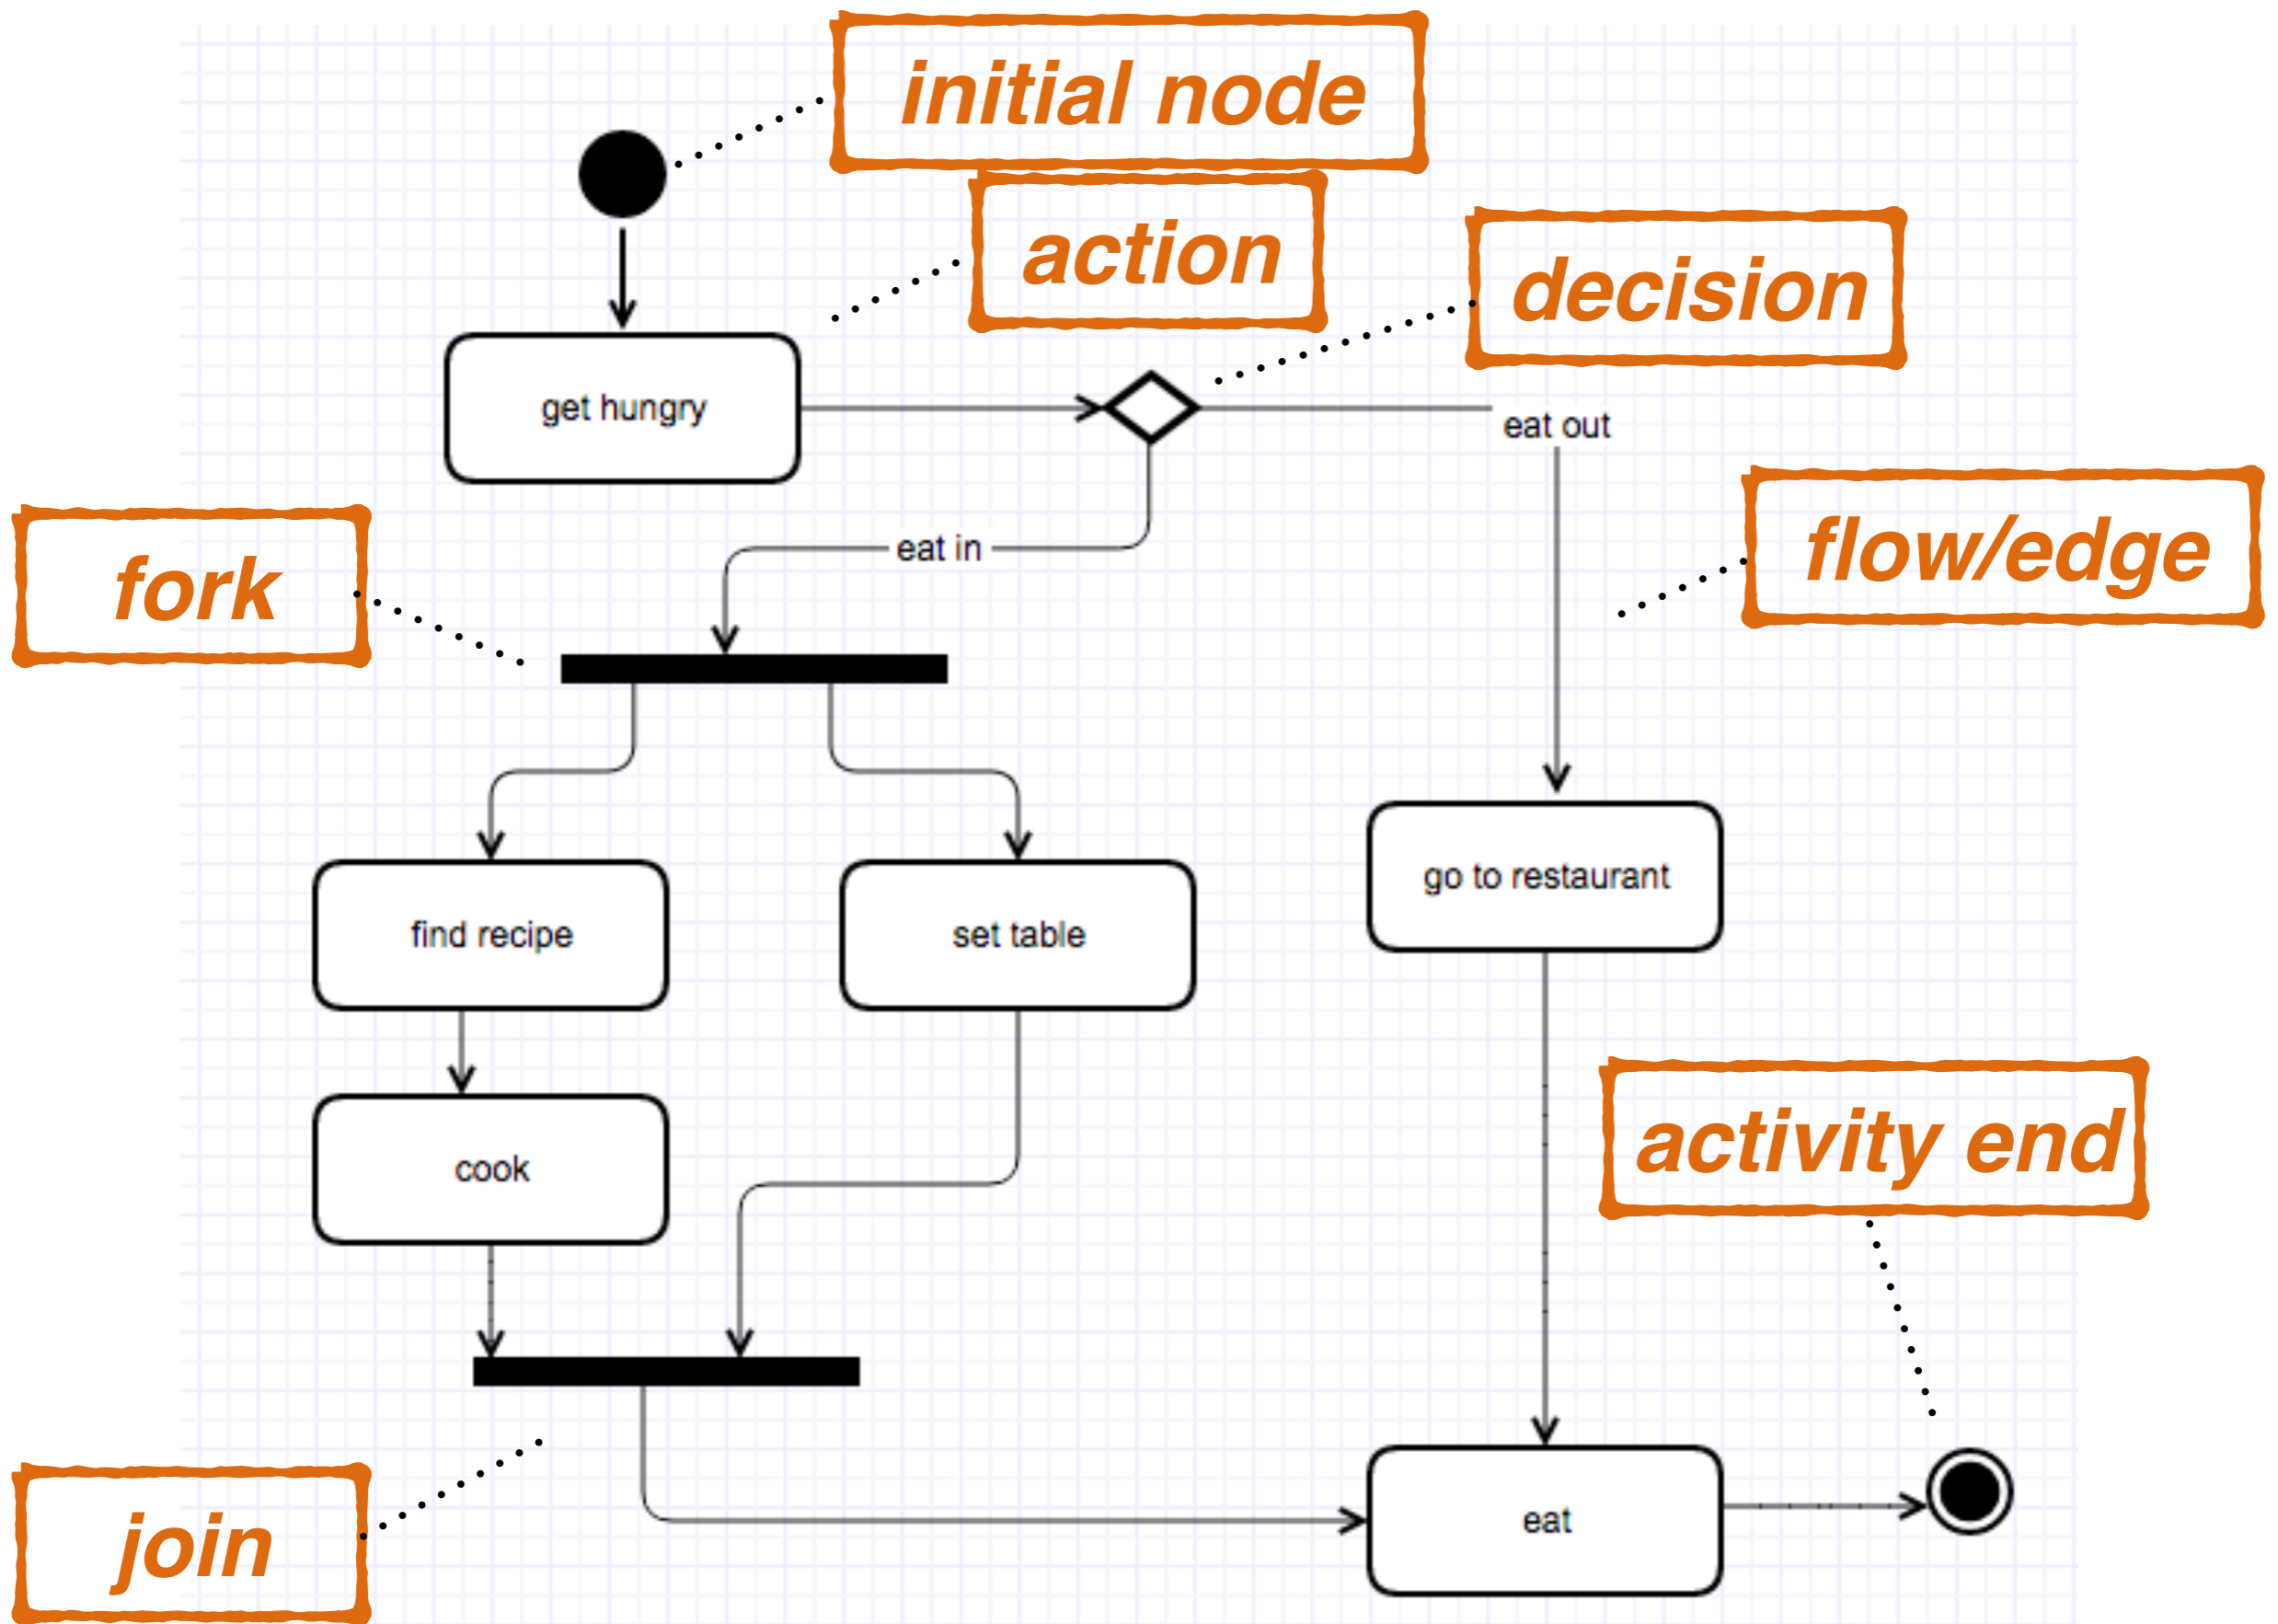 initial node
action
decision
get hungry
eat out
flow/edge
eat in
fork
go to restaurant
find recipe
set table
activity end
cook
join
eat